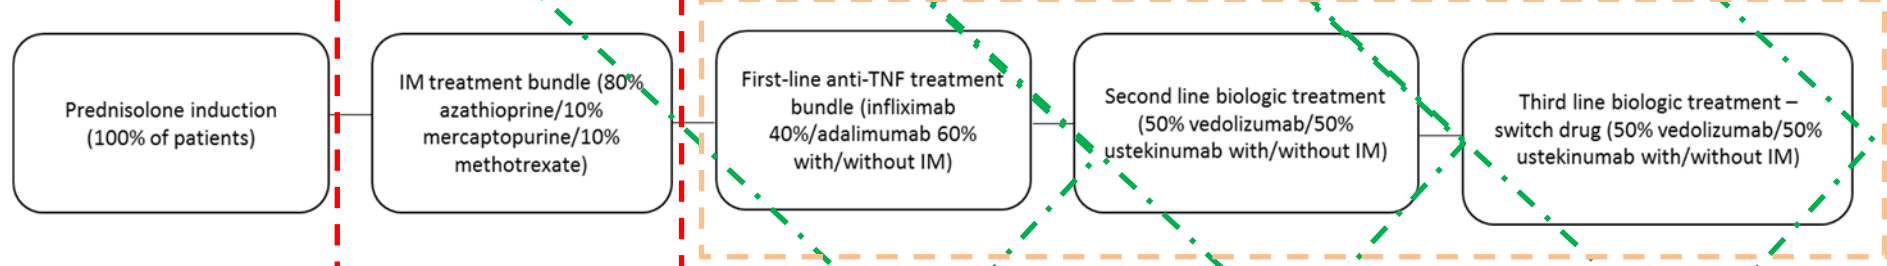 Prednisolone induction
(100% of patients)
IM treatment bundle (80%
azathioprine/10%
mercaptopurine/10%
methotrexate)
First-line anti-TNF treatment
bundle (infliximab
40%/adalimumab 60%
with/without IM)
Second line biologic treatment
(50% vedolizumab/50%
ustekinumab with/without IM)
Third line biologic treatment –
switch drug (50% vedolizumab/50%
ustekinumab with/without IM)